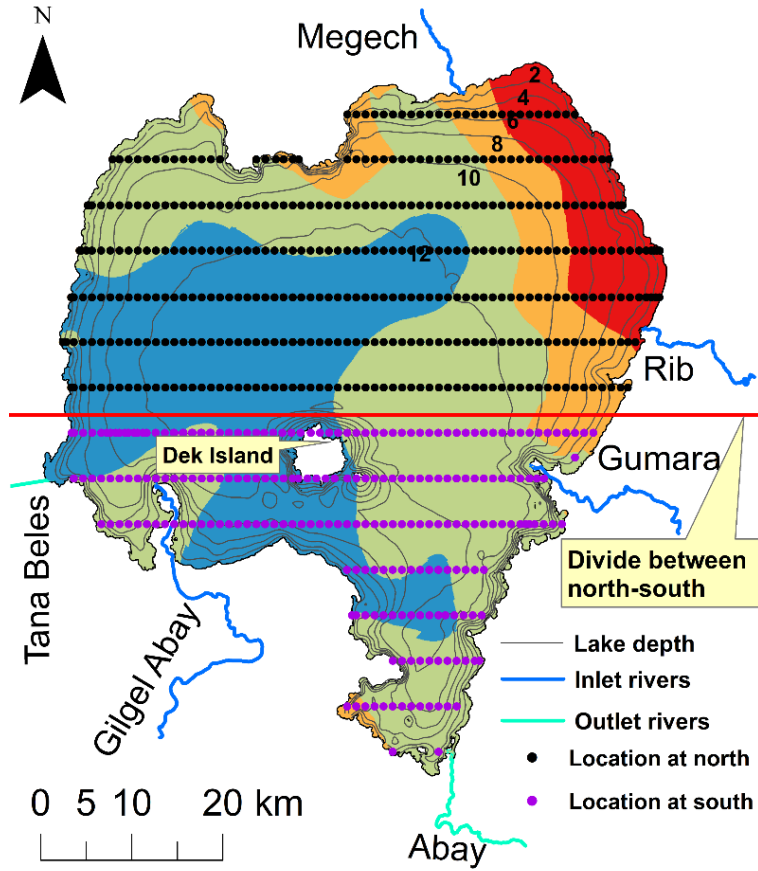 N
Megech
2
4
6
8
10
12
Rib
Dek Island
Gumara
Tana Beles
Gilgel Abay
Divide between
north-south
Lake depth
Inlet rivers
Outlet rivers
Location at north
Location at south
0 5 10 20 km
Abay